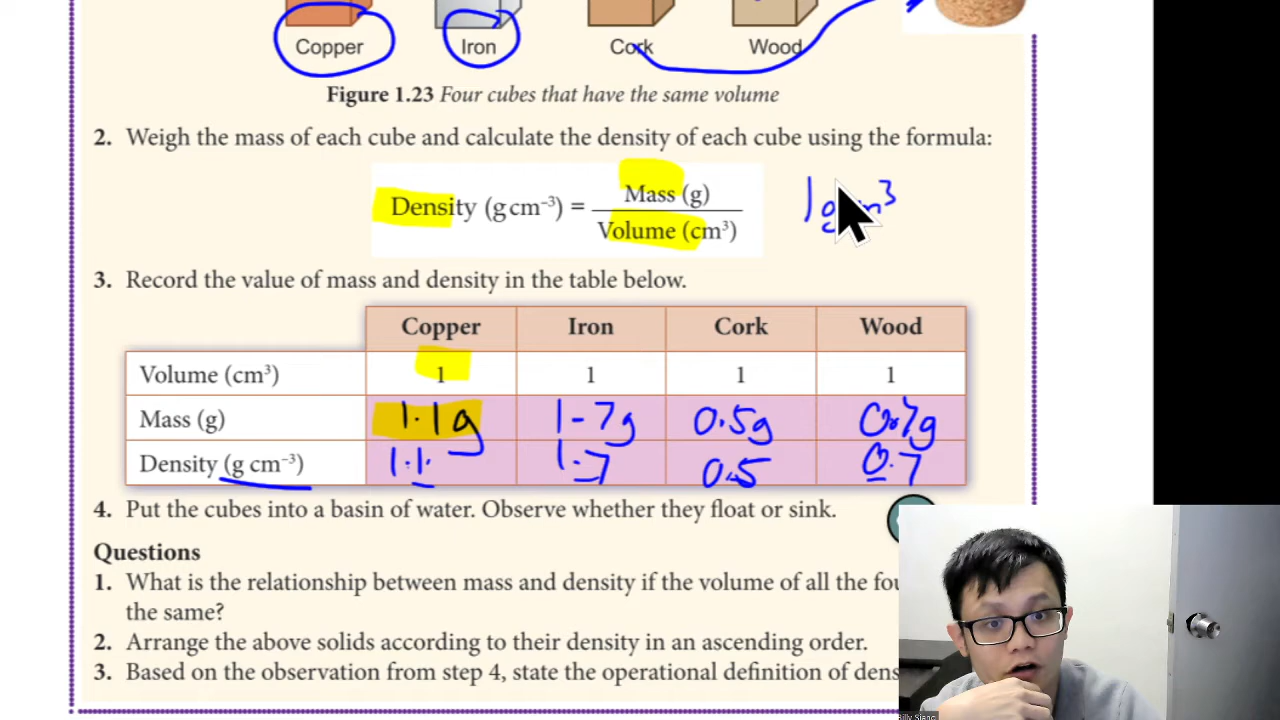 Copper Iron Cork Wood
Figure 1.23 Four cubes that have the same volume
2. Weigh the mass of each cube and calculate the density of each cube using the formula:
Density (g cm⁻³) = Mass (g)
Volume (cm³)
3. Record the value of mass and density in the table below.
Copper Iron Cork Wood
Volume (cm³) 1 1 1 1
Mass (g) 1.1g 1.7g 0.5g 0.7g
Density (g cm⁻³) 1.1 1.7 0.5 0.7
4. Put the cubes into a basin of water. Observe whether they float or sink.
Questions
1. What is the relationship between mass and density if the volume of all the
the same?
2. Arrange the above solids according to their density in an ascending order.
3. Based on the observation from step 4, state the operational definition of